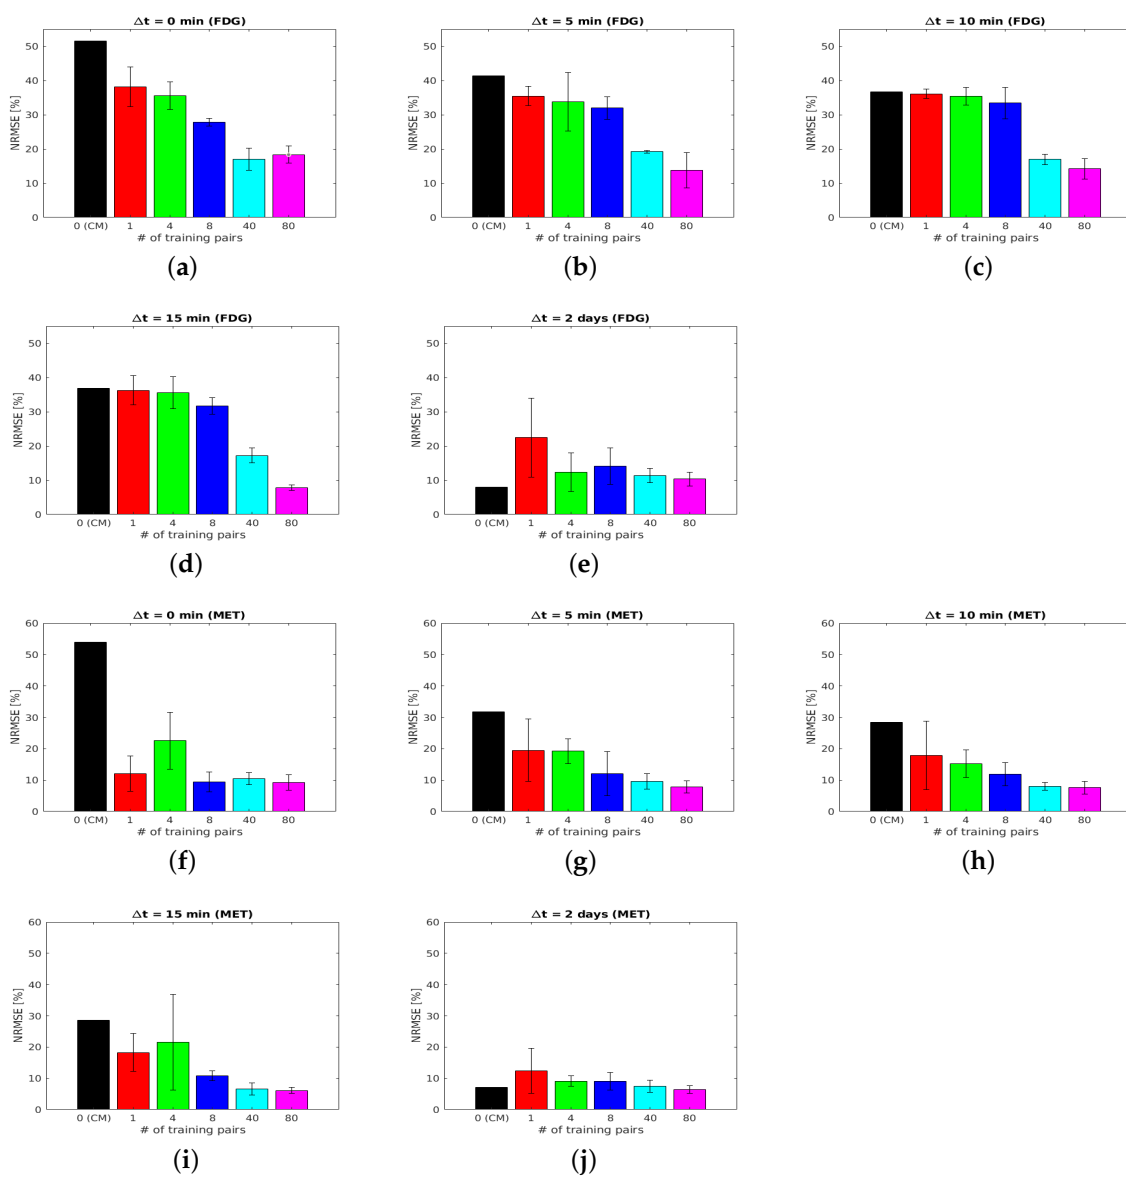 Δt = 0 min (FDG)
NRMSE [%]
50
40
30
20
10
0
0 (CM) 1 4 8 40 80
# of training pairs
(a)
Δt = 5 min (FDG)
NRMSE [%]
50
40
30
20
10
0
0 (CM) 1 4 8 40 80
# of training pairs
(b)
Δt = 10 min (FDG)
NRMSE [%]
50
40
30
20
10
0
0 (CM) 1 4 8 40 80
# of training pairs
(c)
Δt = 15 min (FDG)
NRMSE [%]
50
40
30
20
10
0
0 (CM) 1 4 8 40 80
# of training pairs
(d)
Δt = 2 days (FDG)
NRMSE [%]
50
40
30
20
10
0
0 (CM) 1 4 8 40 80
# of training pairs
(e)
Δt = 0 min (MET)
NRMSE [%]
60
50
40
30
20
10
0
0 (CM) 1 4 8 40 80
# of training pairs
(f)
Δt = 5 min (MET)
NRMSE [%]
60
50
40
30
20
10
0
0 (CM) 1 4 8 40 80
# of training pairs
(g)
Δt = 10 min (MET)
NRMSE [%]
60
50
40
30
20
10
0
0 (CM) 1 4 8 40 80
# of training pairs
(h)
Δt = 15 min (MET)
NRMSE [%]
60
50
40
30
20
10
0
0 (CM) 1 4 8 40 80
# of training pairs
(i)
Δt = 2 days (MET)
NRMSE [%]
60
50
40
30
20
10
0
0 (CM) 1 4 8 40 80
# of training pairs
(j)